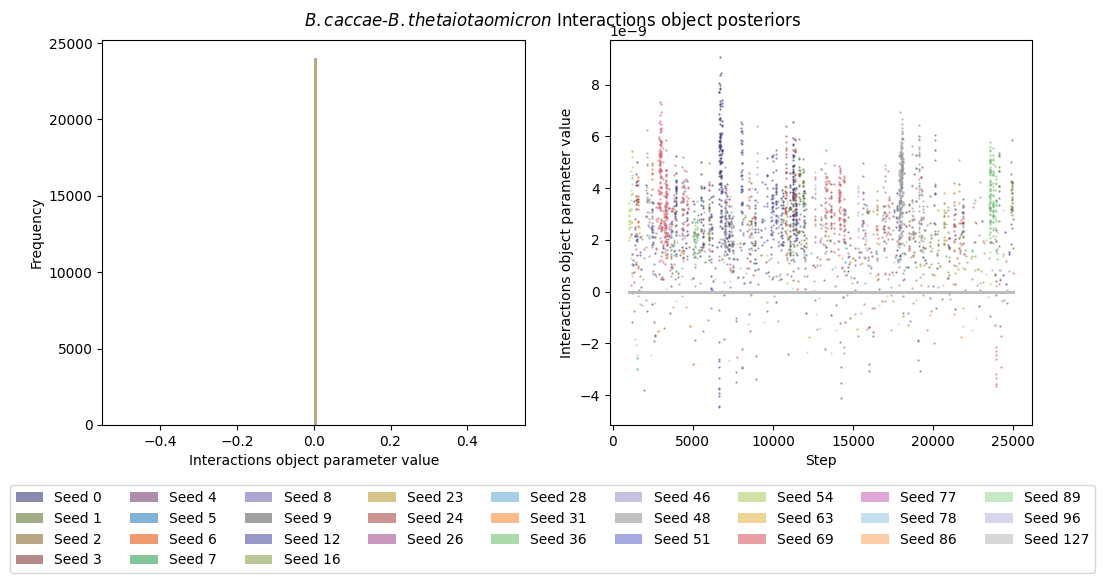 B.caccae-B.thetaiotaomicron Interactions object posteriors
25000
20000
15000
10000
5000
0
Frequency
−0.4 −0.2 0.0 0.2 0.4
Interactions object parameter value
1e−9
8
6
4
2
0
−2
−4
Interactions object parameter value
0 5000 10000 15000 20000 25000
Step
Seed 0 Seed 4 Seed 8 Seed 23 Seed 28 Seed 46 Seed 54 Seed 77 Seed 89
Seed 1 Seed 5 Seed 9 Seed 24 Seed 31 Seed 48 Seed 63 Seed 78 Seed 96
Seed 2 Seed 6 Seed 12 Seed 26 Seed 36 Seed 51 Seed 69 Seed 86 Seed 127
Seed 3 Seed 7 Seed 16